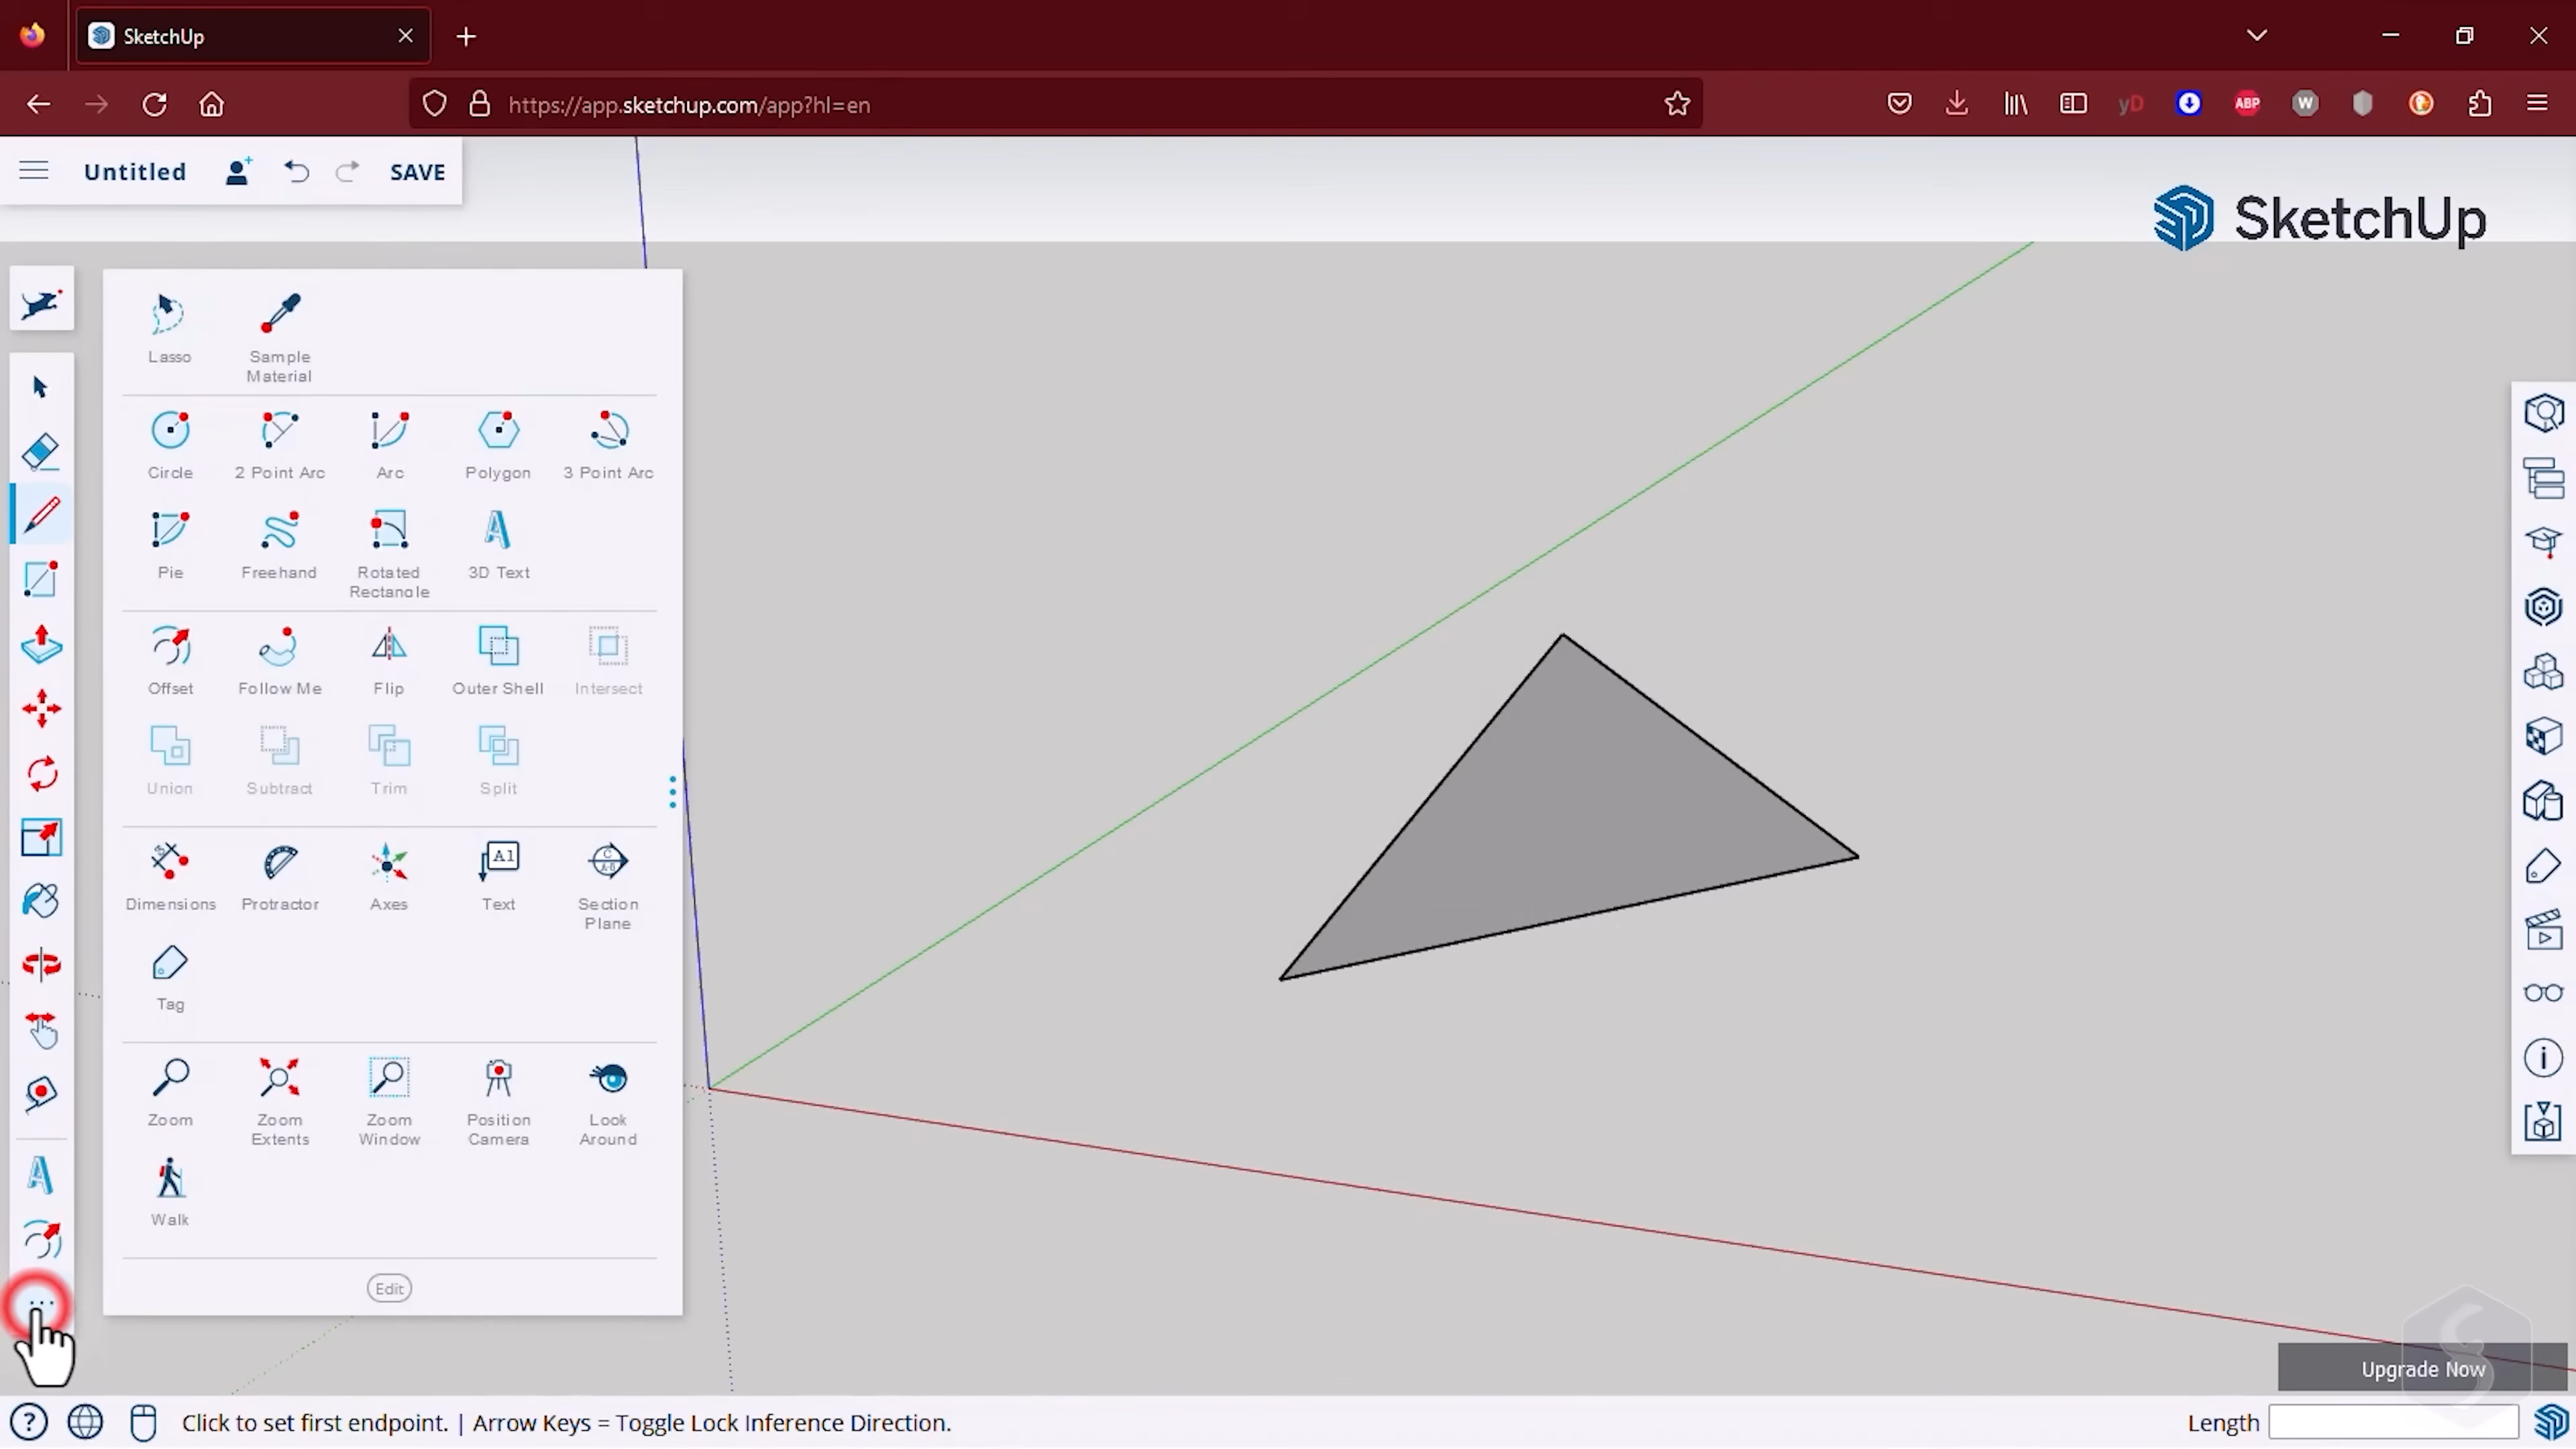 SketchUp
https://app.sketchup.com/app?hl=en
yD
ABP
W
Untitled
SAVE
SketchUp
Lasso
Sample
Material
Circle
2 Point Arc
Arc
Polygon
3 Point Arc
Pie
Freehand
Rotated
Rectangle
3D Text
Offset
Follow Me
Flip
Outer Shell
Intersect
Union
Subtract
Trim
Split
A1
C
A-B
Dimensions
Protractor
Axes
Text
Section
Plane
Tag
Zoom
Zoom
Extents
Zoom
Window
Position
Camera
Look
Around
Walk
Edit
Upgrade Now
Click to set first endpoint. | Arrow Keys = Toggle Lock Inference Direction.
Length